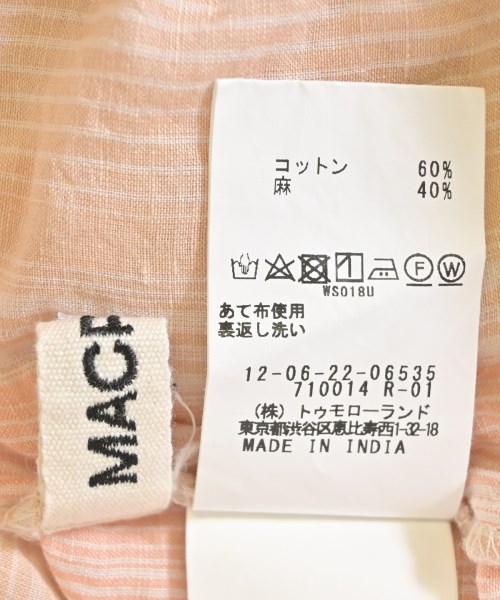 コットン 60%
麻 40%
WS018U
あて布使用
裏返し洗い
12-06-22-06535
710014 R-01
(株) トゥモローランド
東京都渋谷区恵比寿西1-32-18
MADE IN INDIA
MACP